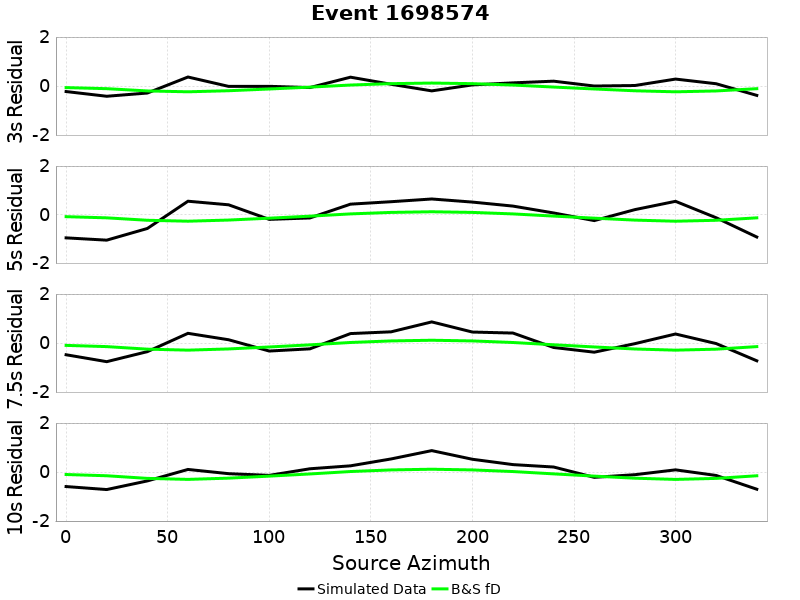 Event 1698574
3s Residual
2
0
-2
5s Residual
2
0
-2
7.5s Residual
2
0
-2
10s Residual
2
0
-2
0 50 100 150 200 250 300
Source Azimuth
Simulated Data B&S fD